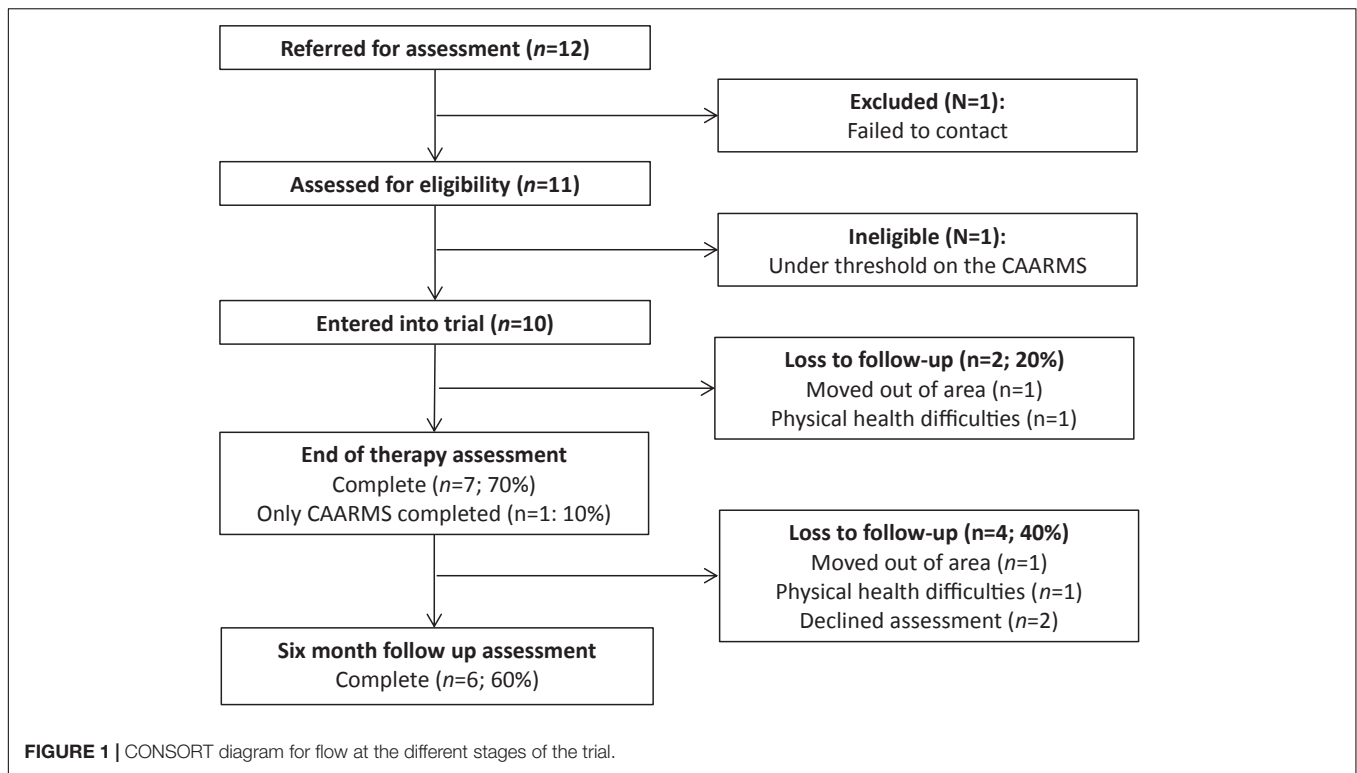 Referred for assessment (n=12)
Excluded (N=1):
Failed to contact
Assessed for eligibility (n=11)
Ineligible (N=1):
Under threshold on the CAARMS
Entered into trial (n=10)
Loss to follow-up (n=2; 20%)
Moved out of area (n=1)
Physical health difficulties (n=1)
End of therapy assessment
Complete (n=7; 70%)
Only CAARMS completed (n=1: 10%)
Loss to follow-up (n=4; 40%)
Moved out of area (n=1)
Physical health difficulties (n=1)
Declined assessment (n=2)
Six month follow up assessment
Complete (n=6; 60%)
FIGURE 1 | CONSORT diagram for flow at the different stages of the trial.